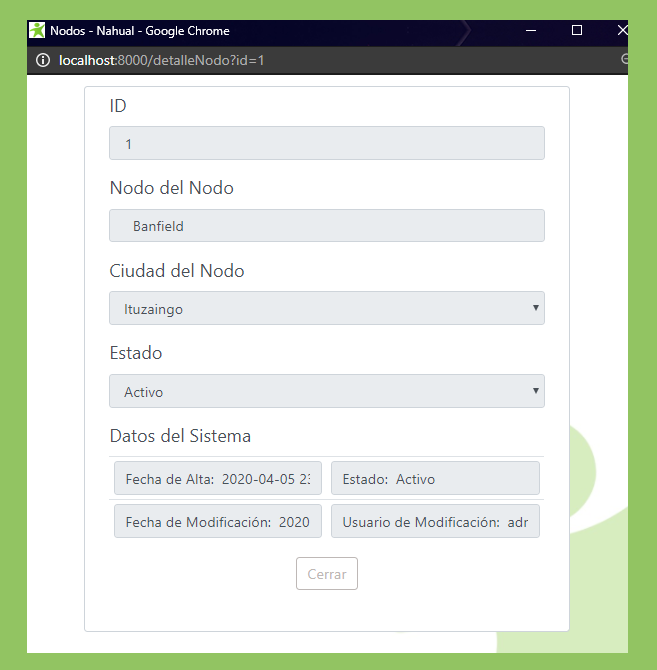 Nodos - Nahual - Google Chrome
localhost:8000/detalleNodo?id=1
ID
1
Nodo del Nodo
Banfield
Ciudad del Nodo
Ituzaingo
Estado
Activo
Datos del Sistema
Fecha de Alta: 2020-04-05 23 Estado: Activo
Fecha de Modificación: 2020 Usuario de Modificación: adr
Cerrar